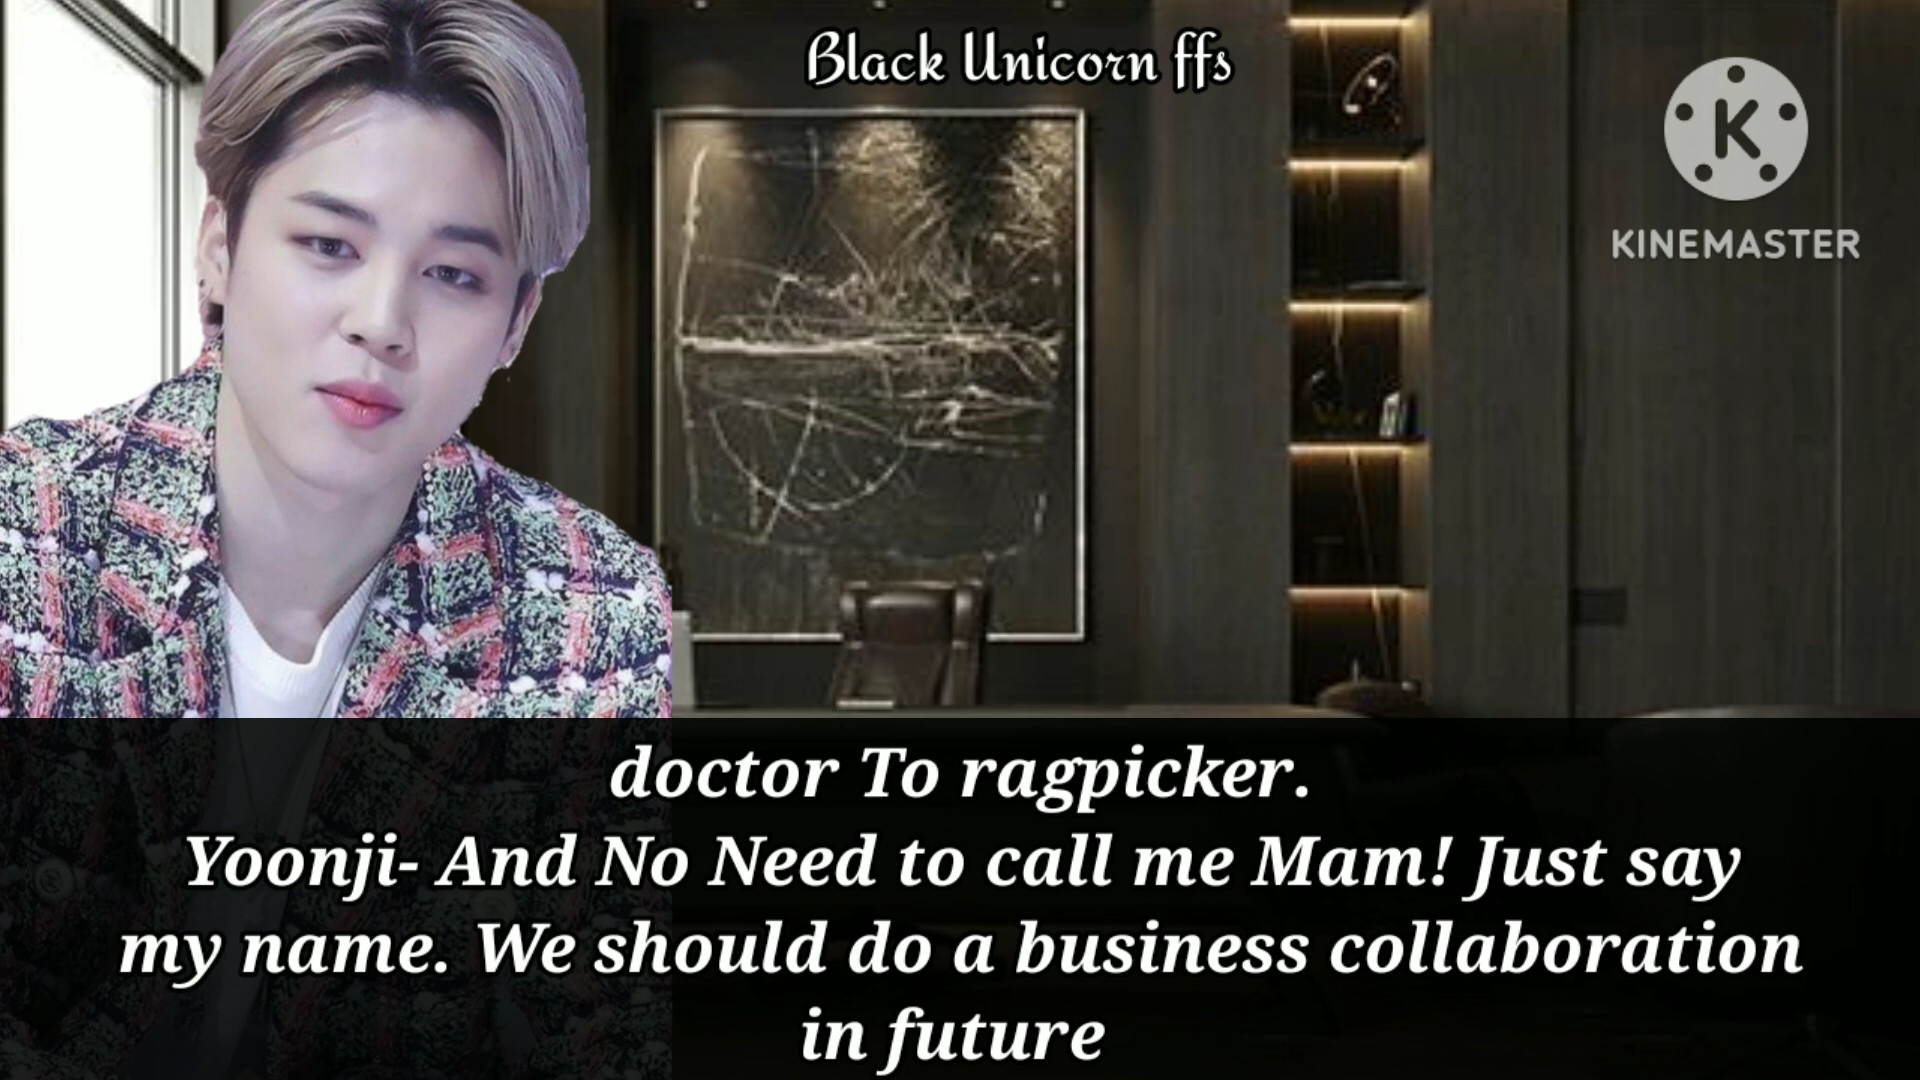 Black Unicorn ffs
K
KINEMASTER
doctor To ragpicker.
Yoonji- And No Need to call me Mam! Just say
my name. We should do a business collaboration
in future